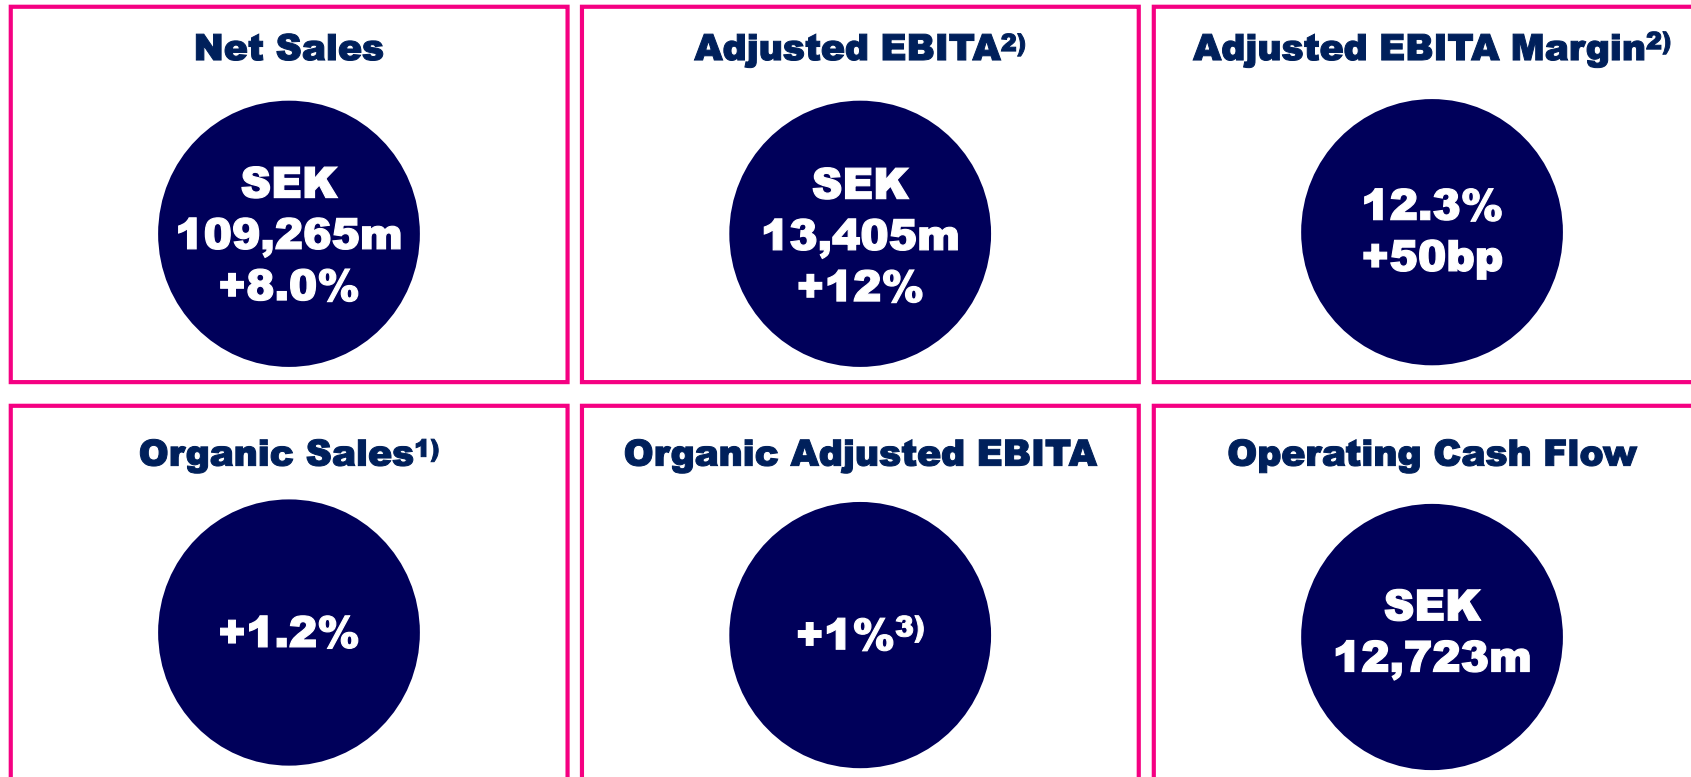 Net Sales
SEK
109,265m
+8.0%
Adjusted EBITA2)
SEK
13,405m
+12%
Adjusted EBITA Margin2)
12.3%
+50bp
Organic Sales1)
+1.2%
Organic Adjusted EBITA
+1%3)
Operating Cash Flow
SEK
12,723m